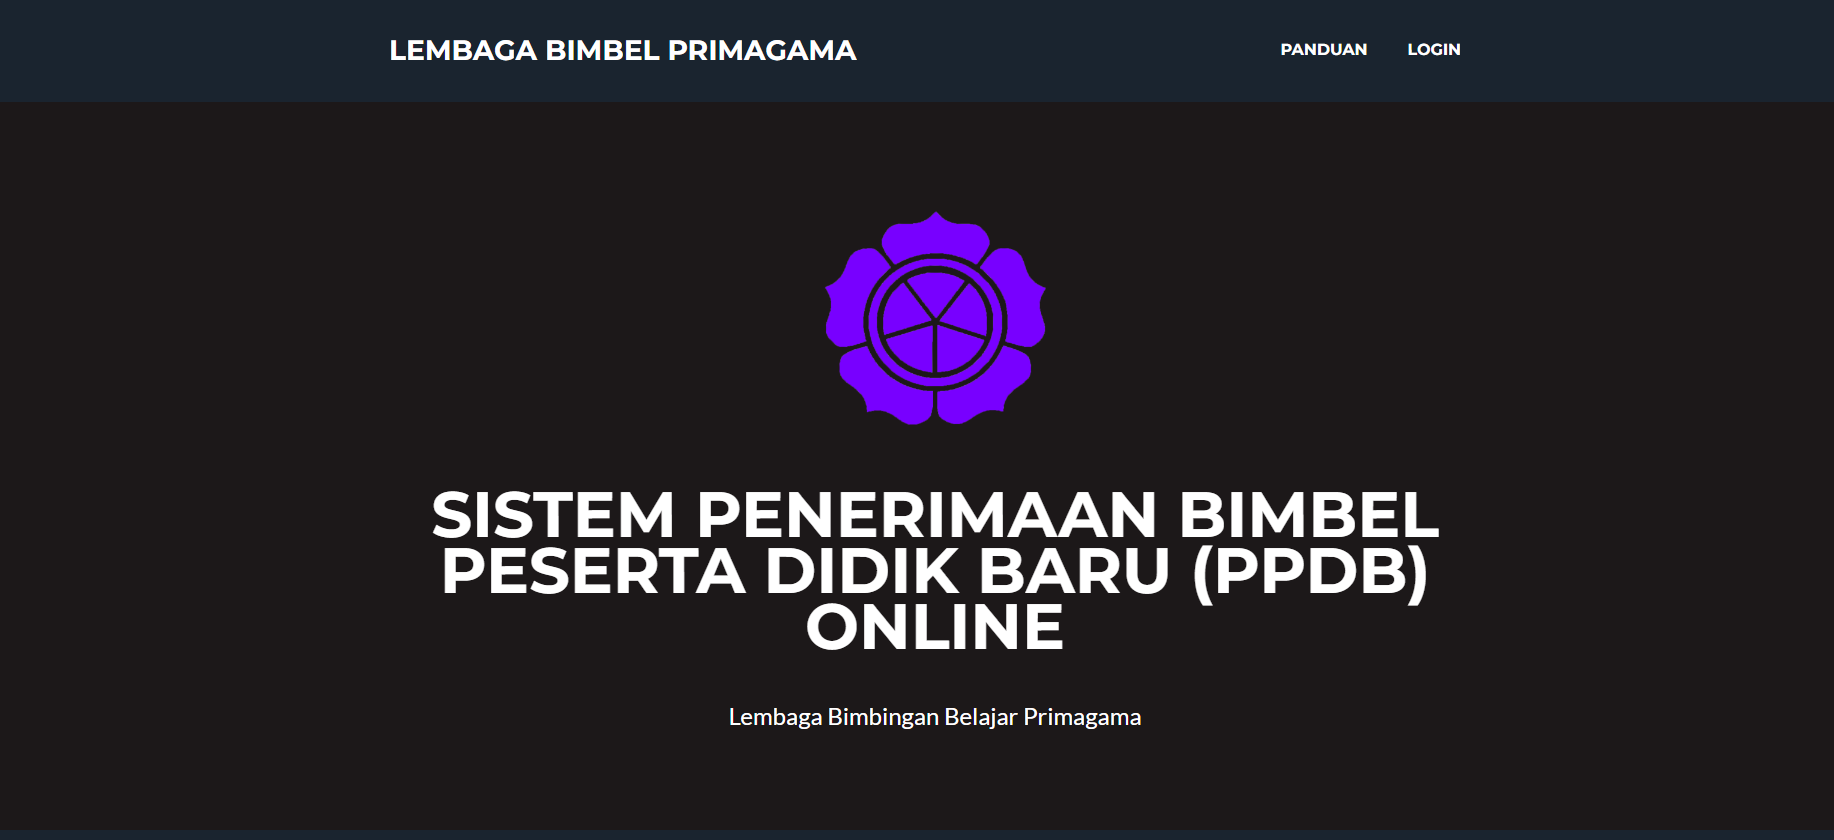 LEMBAGA BIMBEL PRIMAGAMA
PANDUAN LOGIN
SISTEM PENERIMAAN BIMBEL
PESERTA DIDIK BARU (PPDB)
ONLINE
Lembaga Bimbingan Belajar Primagama